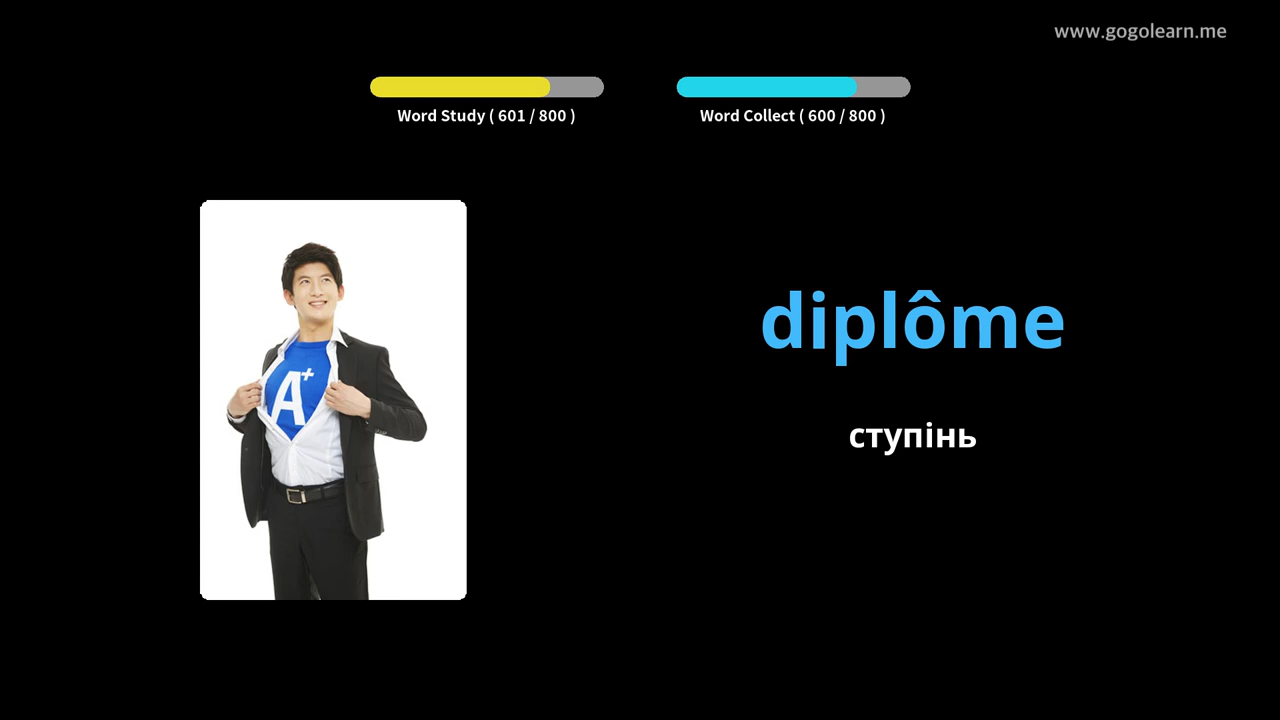 www.gogolearn.me
Word Study ( 601 / 800 )
Word Collect ( 600 / 800 )
A+
diplôme
ступінь